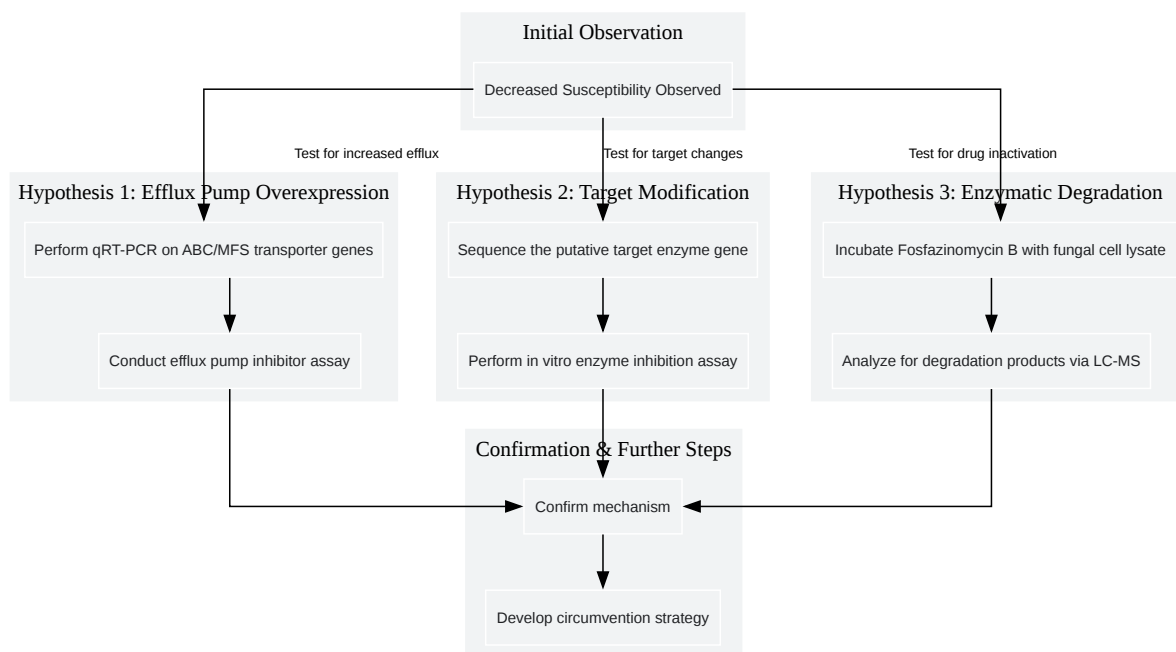 Initial Observation
Decreased Susceptibility Observed
Test for increased efflux
Test for target changes
Test for drug inactivation
Hypothesis 1: Efflux Pump Overexpression
Hypothesis 2: Target Modification
Hypothesis 3: Enzymatic Degradation
Perform qRT-PCR on ABC/MFS transporter genes
Sequence the putative target enzyme gene
Incubate Fosfazinomycin B with fungal cell lysate
Conduct efflux pump inhibitor assay
Perform in vitro enzyme inhibition assay
Analyze for degradation products via LC-MS
Confirmation & Further Steps
Confirm mechanism
Develop circumvention strategy